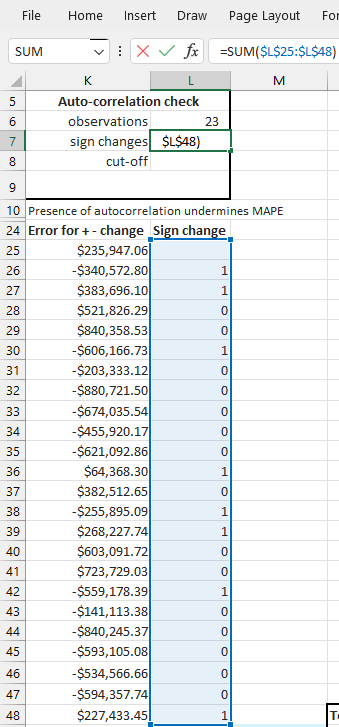 File Home Insert Draw Page Layout For
SUM fx =SUM($L$25:$L$48)
K L M
5 Auto-correlation check
6 observations 23
7 sign changes $L$48)
8 cut-off
9
10 Presence of autocorrelation undermines MAPE
24 Error for + - change Sign change
25 $235,947.06
26 -$340,572.80 1
27 $383,696.10 1
28 $521,826.29 0
29 $840,358.53 0
30 -$606,166.73 1
31 -$203,333.12 0
32 -$880,721.50 0
33 -$674,035.54 0
34 -$455,920.17 0
35 -$621,092.86 0
36 $64,368.30 1
37 $382,512.65 0
38 -$255,895.09 1
39 $268,227.74 1
40 $603,091.72 0
41 $723,729.03 0
42 -$559,178.39 1
43 -$141,113.38 0
44 -$840,245.37 0
45 -$593,105.08 0
46 -$534,566.66 0
47 -$594,357.74 0
48 $227,433.45 1